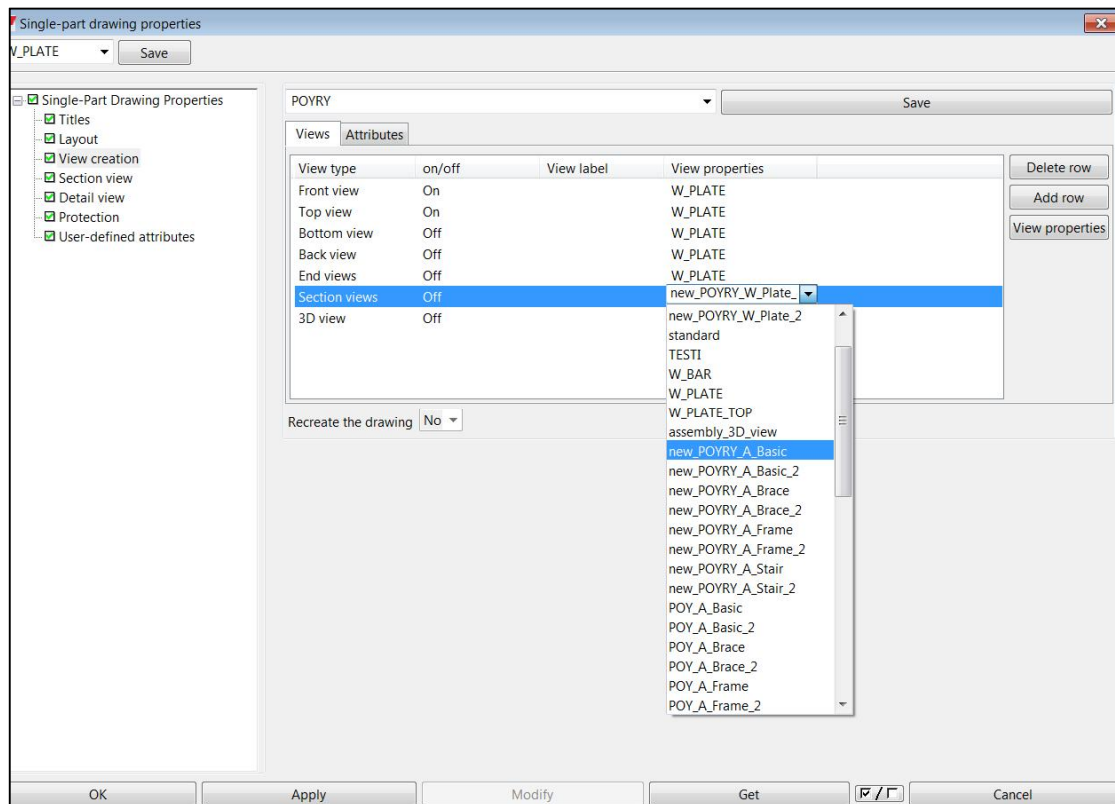 Single-part drawing properties
W_PLATE Save
Single-Part Drawing Properties
Titles
Layout
View creation
Section view
Detail view
Protection
User-defined attributes
POYRY Save
Views Attributes
View type on/off View label View properties
Front view On W_PLATE
Top view On W_PLATE
Bottom view Off W_PLATE
Back view Off W_PLATE
End views Off W_PLATE
Section views Off new_POYRY_W_Plate_
3D view Off
Delete row
Add row
View properties
new_POYRY_W_Plate_2
standard
TESTI
W_BAR
W_PLATE
W_PLATE_TOP
assembly_3D_view
new_POYRY_A_Basic
new_POYRY_A_Basic_2
new_POYRY_A_Brace
new_POYRY_A_Brace_2
new_POYRY_A_Frame
new_POYRY_A_Frame_2
new_POYRY_A_Stair
new_POYRY_A_Stair_2
POY_A_Basic
POY_A_Basic_2
POY_A_Brace
POY_A_Brace_2
POY_A_Frame
POY_A_Frame_2
Recreate the drawing No
OK Apply Modify Get / Cancel